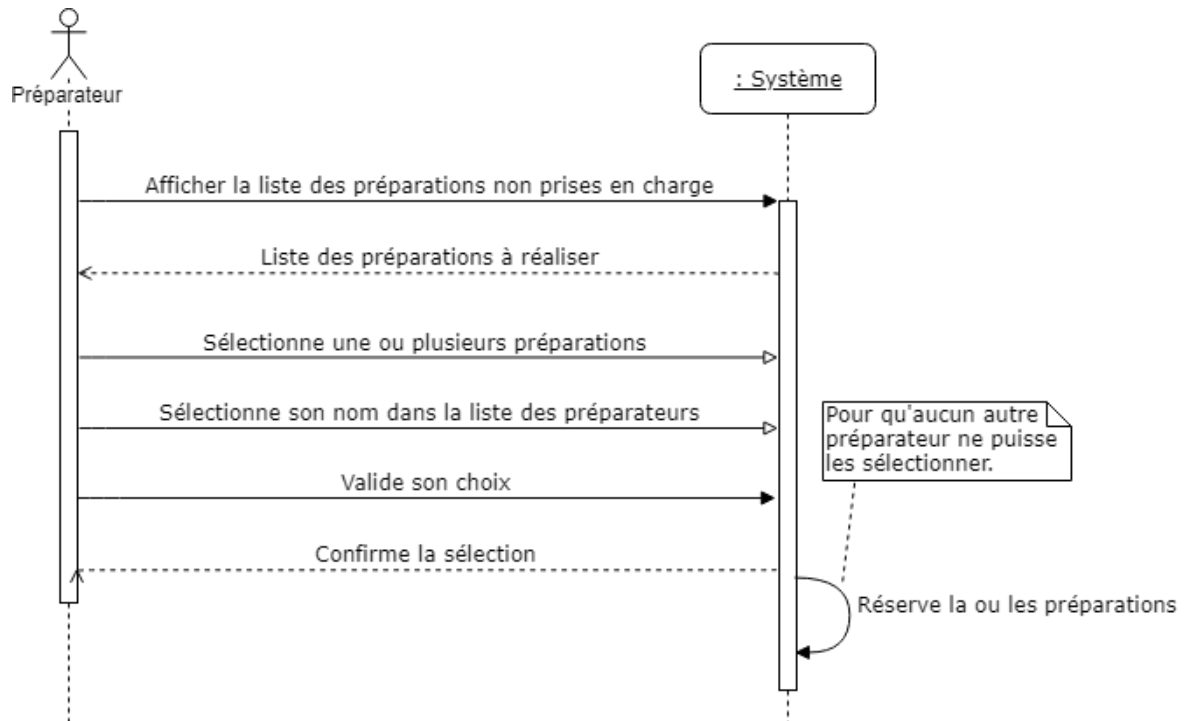 Préparateur
: Système
Afficher la liste des préparations non prises en charge
Liste des préparations à réaliser
Sélectionne une ou plusieurs préparations
Sélectionne son nom dans la liste des préparateurs
Pour qu'aucun autre
préparateur ne puisse
les sélectionner.
Valide son choix
Confirme la sélection
Réserve la ou les préparations